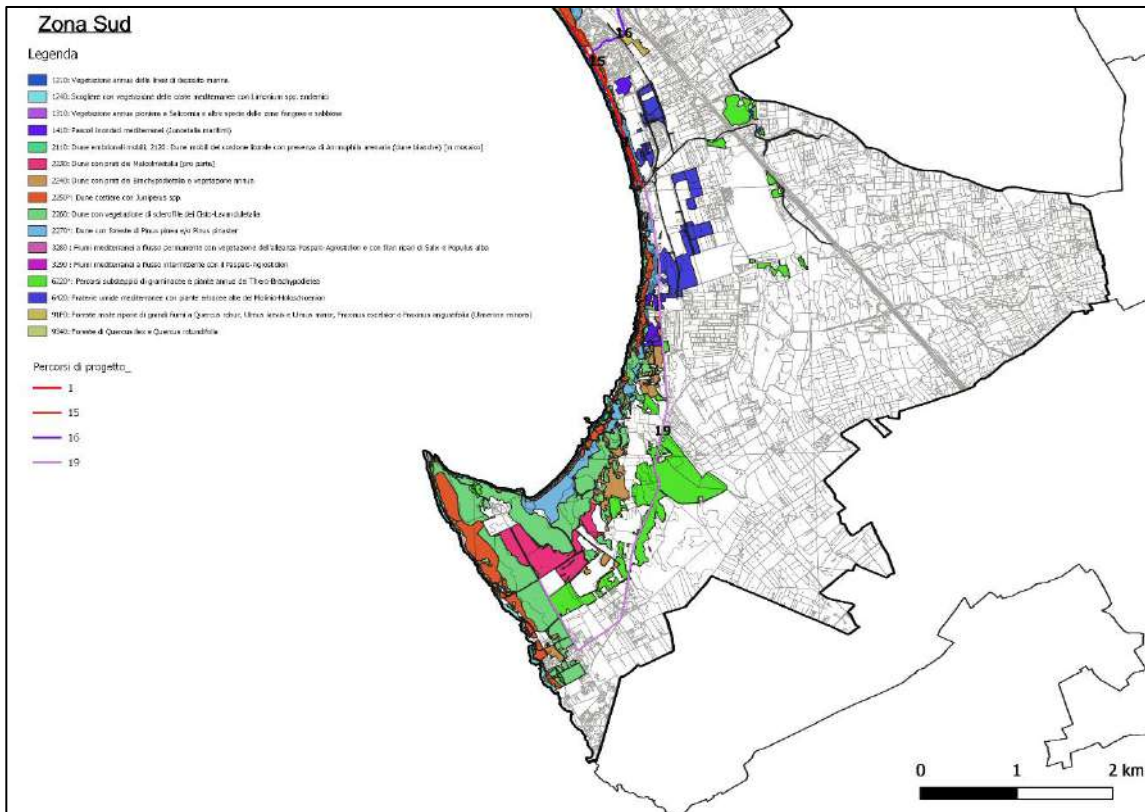 Zona Sud
Legenda
1210: Vegetazione annua delle linee di deposito marine
1240: Scogliere con vegetazione delle coste mediterranee con Limonium spp. endemici
1310: Vegetazione annua pioniera a Salicornia e altre specie delle zone fangose e sabbiose
1410: Pascoli inondati mediterranei (Juncetalia maritimi)
2110: Dune embrionali mobili, 2120: Dune mobili del cordone litorale con presenza di Ammophila arenaria (dune bianche) [in mosaico]
2230: Dune con prati dei Malcolmietalia [pro parte]
2240: Dune con prati dei Brachypodietalia e vegetazione annua
2250*: Dune costiere con Juniperus spp.
2260: Dune con vegetazione di sclerofille dei Cisto-Lavanduletalia
2270*: Dune con foreste di Pinus pinea e/o Pinus pinaster
3280: Fiumi mediterranei a flusso permanente con vegetazione dell'alleanza Paspalo-Agrostidion e con filari ripari di Salix e Populus alba
3290: Fiumi mediterranei a flusso intermittente con il Paspalo-Agrostidion
6220*: Percorsi substeppici di graminacee e piante annue dei Thero-Brachypodietea
6420: Praterie umide mediterranee con piante erbacee alte del Molinio-Holoschoenion
91F0: Foreste miste riparie di grandi fiumi a Quercus robur, Ulmus laevis e Ulmus minor, Fraxinus excelsior o Fraxinus angustifolia (Ulmenion minoris)
9340: Foreste di Quercus ilex e Quercus rotundifolia
Percorsi di progetto_
1
15
16
19
16
15
19
0 1 2 km